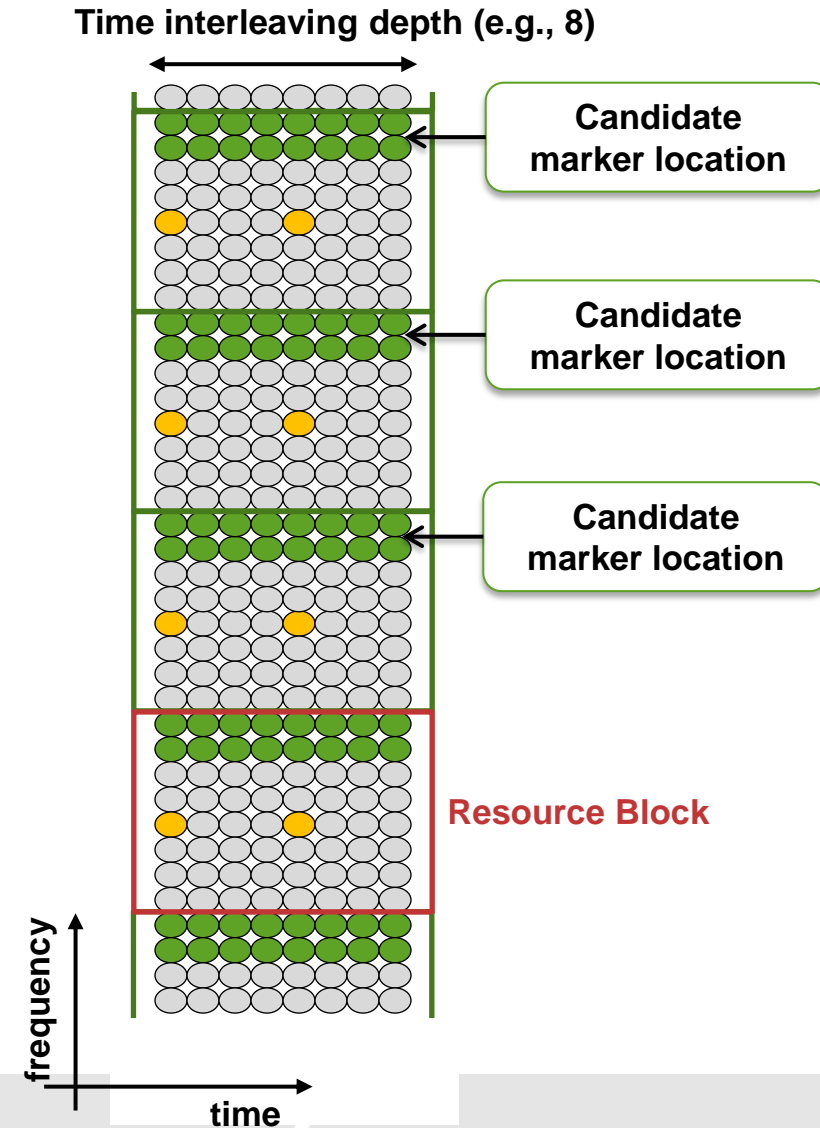 Time interleaving depth (e.g., 8)
Candidate
marker location
Candidate
marker location
Candidate
marker location
Resource Block
frequency
time